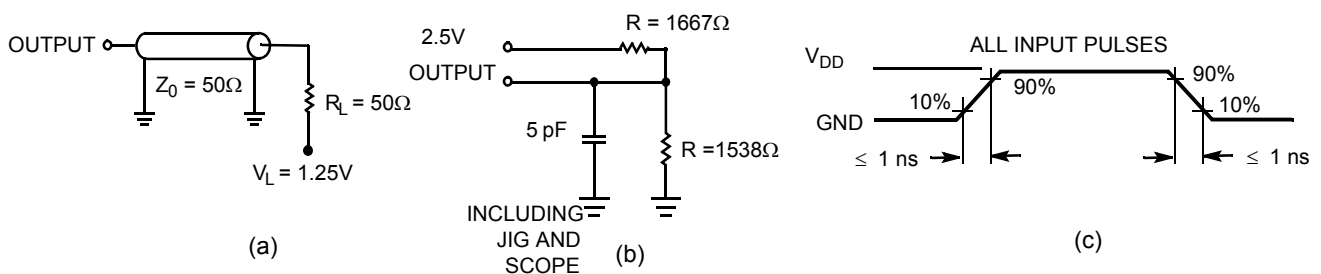 OUTPUT
Z0 = 50Ω
RL = 50Ω
VL = 1.25V
(a)
R = 1667Ω
2.5V
OUTPUT
5 pF
R =1538Ω
INCLUDING
JIG AND
SCOPE
(b)
ALL INPUT PULSES
VDD
GND
10%
90%
90%
10%
≤ 1 ns
≤ 1 ns
(c)